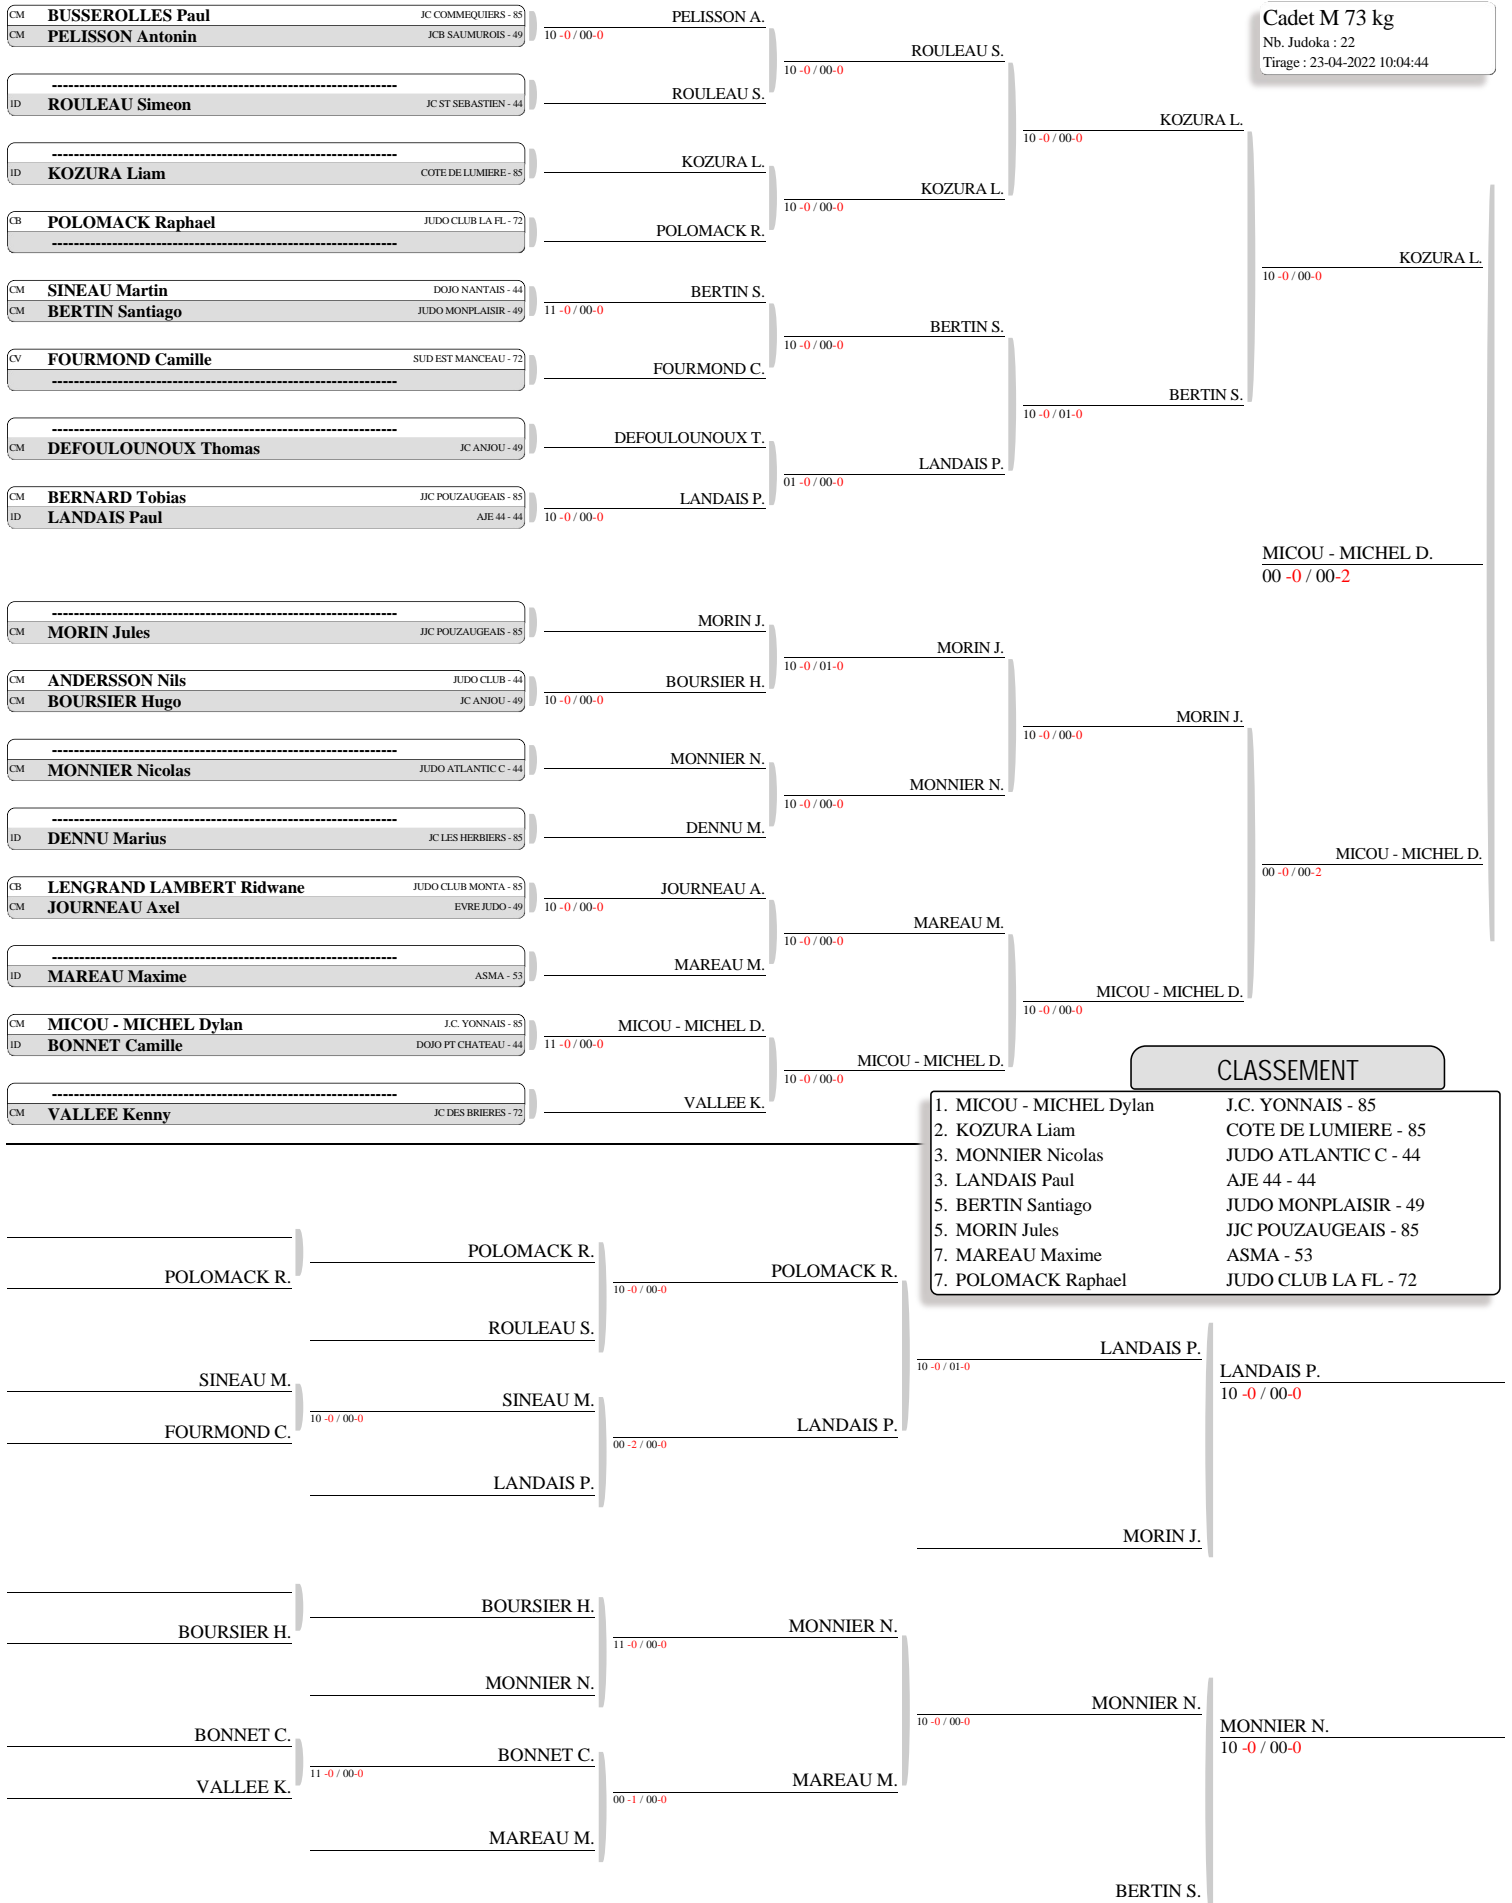 Cadet M 73 kg
Nb. Judoka : 22
Tirage : 23-04-2022 10:04:44
CM BUSSEROLLES Paul JC COMMEQUIERS - 85
CM PELISSON Antonin JCB SAUMUROIS - 49
------------------------------------------------------------------
1D ROULEAU Simeon JC ST SEBASTIEN - 44
------------------------------------------------------------------
1D KOZURA Liam COTE DE LUMIERE - 85
CB POLOMACK Raphael JUDO CLUB LA FL - 72
------------------------------------------------------------------
CM SINEAU Martin DOJO NANTAIS - 44
CM BERTIN Santiago JUDO MONPLAISIR - 49
CV FOURMOND Camille SUD EST MANCEAU - 72
------------------------------------------------------------------
------------------------------------------------------------------
CM DEFOULOUNOUX Thomas JC ANJOU - 49
CM BERNARD Tobias JJC POUZAUGEAIS - 85
1D LANDAIS Paul AJE 44 - 44
------------------------------------------------------------------
CM MORIN Jules JJC POUZAUGEAIS - 85
CM ANDERSSON Nils JUDO CLUB - 44
CM BOURSIER Hugo JC ANJOU - 49
------------------------------------------------------------------
CM MONNIER Nicolas JUDO ATLANTIC C - 44
------------------------------------------------------------------
1D DENNU Marius JC LES HERBIERS - 85
CB LENGRAND LAMBERT Ridwane JUDO CLUB MONTA - 85
CM JOURNEAU Axel EVRE JUDO - 49
------------------------------------------------------------------
1D MAREAU Maxime ASMA - 53
CM MICOU - MICHEL Dylan J.C. YONNAIS - 85
1D BONNET Camille DOJO PT CHATEAU - 44
------------------------------------------------------------------
CM VALLEE Kenny JC DES BRIERES - 72
PELISSON A.
10 -0 / 00-0
ROULEAU S.
KOZURA L.
POLOMACK R.
BERTIN S.
11 -0 / 00-0
FOURMOND C.
DEFOULOUNOUX T.
LANDAIS P.
10 -0 / 00-0
MORIN J.
BOURSIER H.
10 -0 / 00-0
MONNIER N.
DENNU M.
JOURNEAU A.
10 -0 / 00-0
MAREAU M.
MICOU - MICHEL D.
11 -0 / 00-0
VALLEE K.
ROULEAU S.
10 -0 / 00-0
KOZURA L.
10 -0 / 00-0
BERTIN S.
10 -0 / 00-0
LANDAIS P.
01 -0 / 00-0
MORIN J.
10 -0 / 01-0
MONNIER N.
10 -0 / 00-0
MAREAU M.
10 -0 / 00-0
MICOU - MICHEL D.
10 -0 / 00-0
KOZURA L.
10 -0 / 00-0
BERTIN S.
10 -0 / 01-0
MORIN J.
10 -0 / 00-0
MICOU - MICHEL D.
10 -0 / 00-0
KOZURA L.
10 -0 / 00-0
MICOU - MICHEL D.
00 -0 / 00-2
MICOU - MICHEL D.
00 -0 / 00-2
CLASSEMENT
1. MICOU - MICHEL Dylan J.C. YONNAIS - 85
2. KOZURA Liam COTE DE LUMIERE - 85
3. MONNIER Nicolas JUDO ATLANTIC C - 44
3. LANDAIS Paul AJE 44 - 44
5. BERTIN Santiago JUDO MONPLAISIR - 49
5. MORIN Jules JJC POUZAUGEAIS - 85
7. MAREAU Maxime ASMA - 53
7. POLOMACK Raphael JUDO CLUB LA FL - 72
POLOMACK R.
SINEAU M.
FOURMOND C.
POLOMACK R.
ROULEAU S.
SINEAU M.
10 -0 / 00-0
LANDAIS P.
POLOMACK R.
10 -0 / 00-0
LANDAIS P.
00 -2 / 00-0
LANDAIS P.
10 -0 / 01-0
MORIN J.
LANDAIS P.
10 -0 / 00-0
BOURSIER H.
BONNET C.
VALLEE K.
BOURSIER H.
MONNIER N.
BONNET C.
11 -0 / 00-0
MAREAU M.
MONNIER N.
11 -0 / 00-0
MAREAU M.
00 -1 / 00-0
MONNIER N.
10 -0 / 00-0
BERTIN S.
MONNIER N.
10 -0 / 00-0